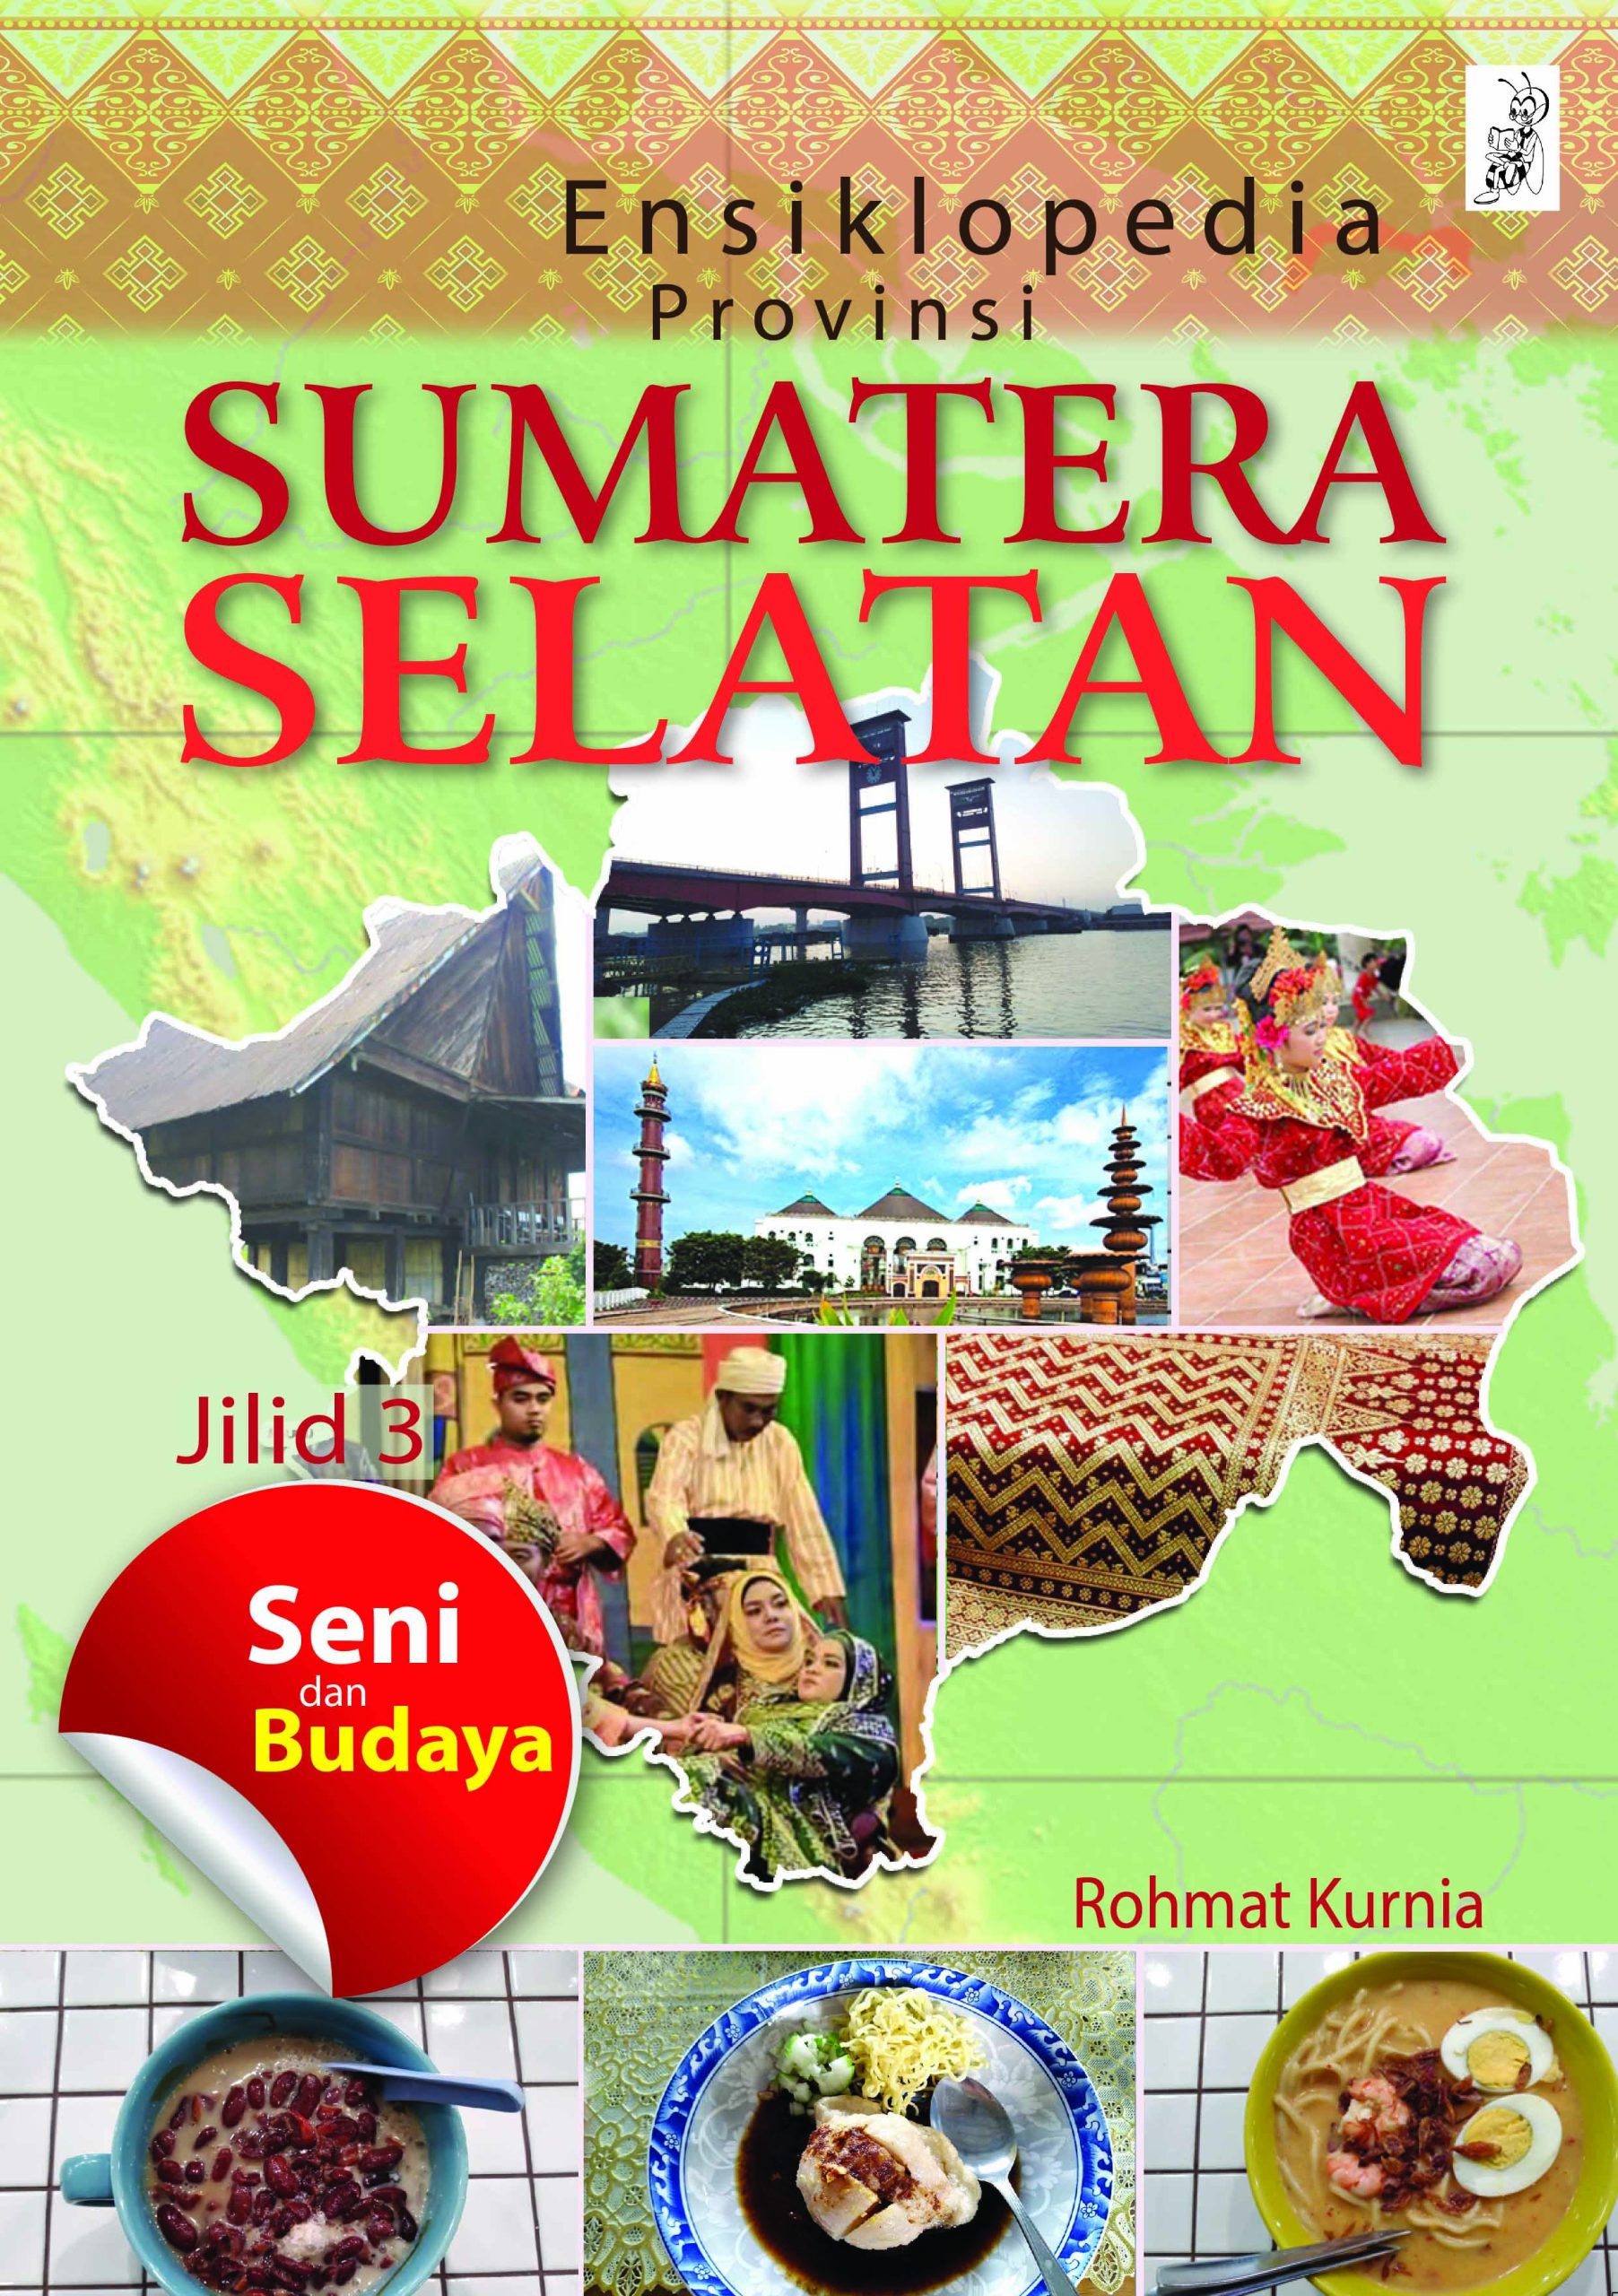 Ensiklopedia
Provinsi
SUMATERA
SELATAN
Jilid 3
Seni
dan
Budaya
Rohmat Kurnia